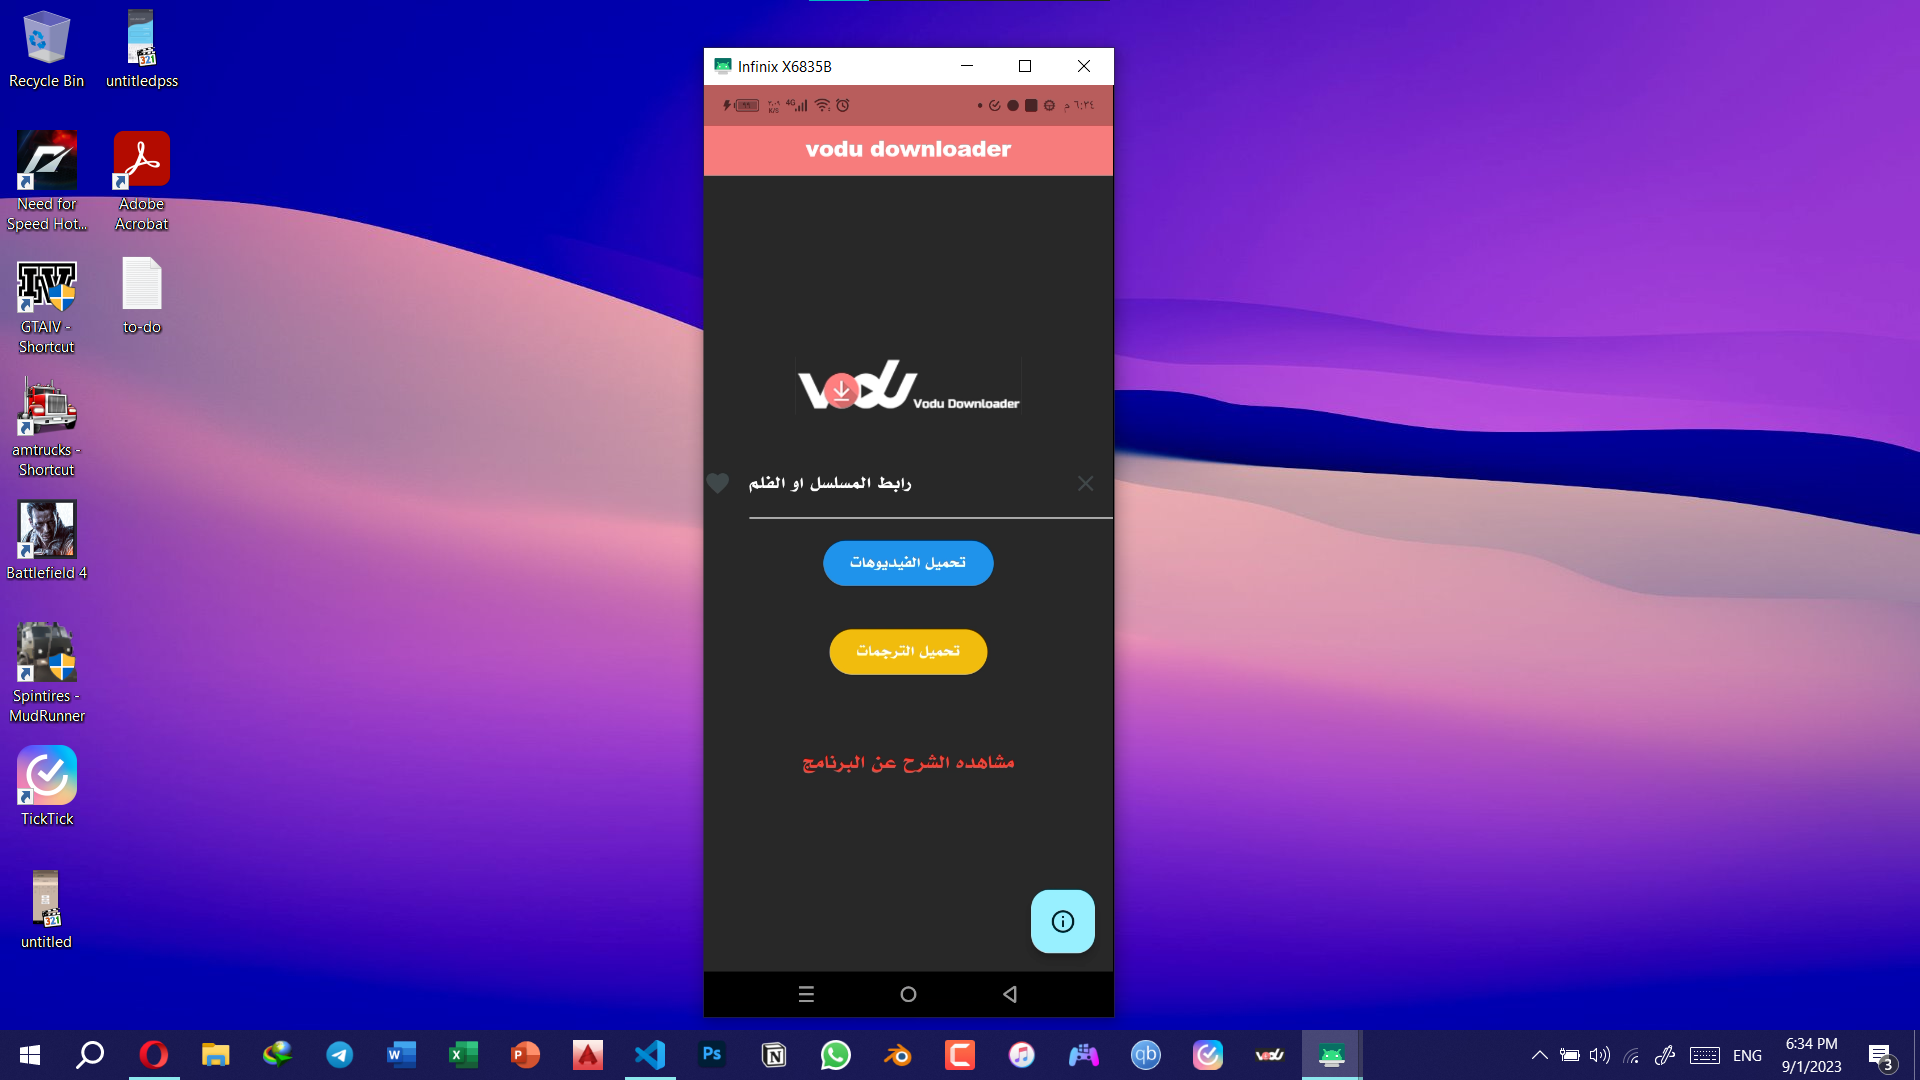 Recycle Bin
untitledpss
Need for
Speed Hot...
Adobe
Acrobat
GTAIV -
Shortcut
to-do
amtrucks -
Shortcut
Battlefield 4
Spintires -
MudRunner
TickTick
untitled
Infinix X6835B
4G
٦:٣٤ م
vodu downloader
vodu
Vodu Downloader
رابط المسلسل او الفلم
تحميل الفيديوهات
تحميل الترجمات
مشاهده الشرح عن البرنامج
ENG
6:34 PM
9/1/2023
3